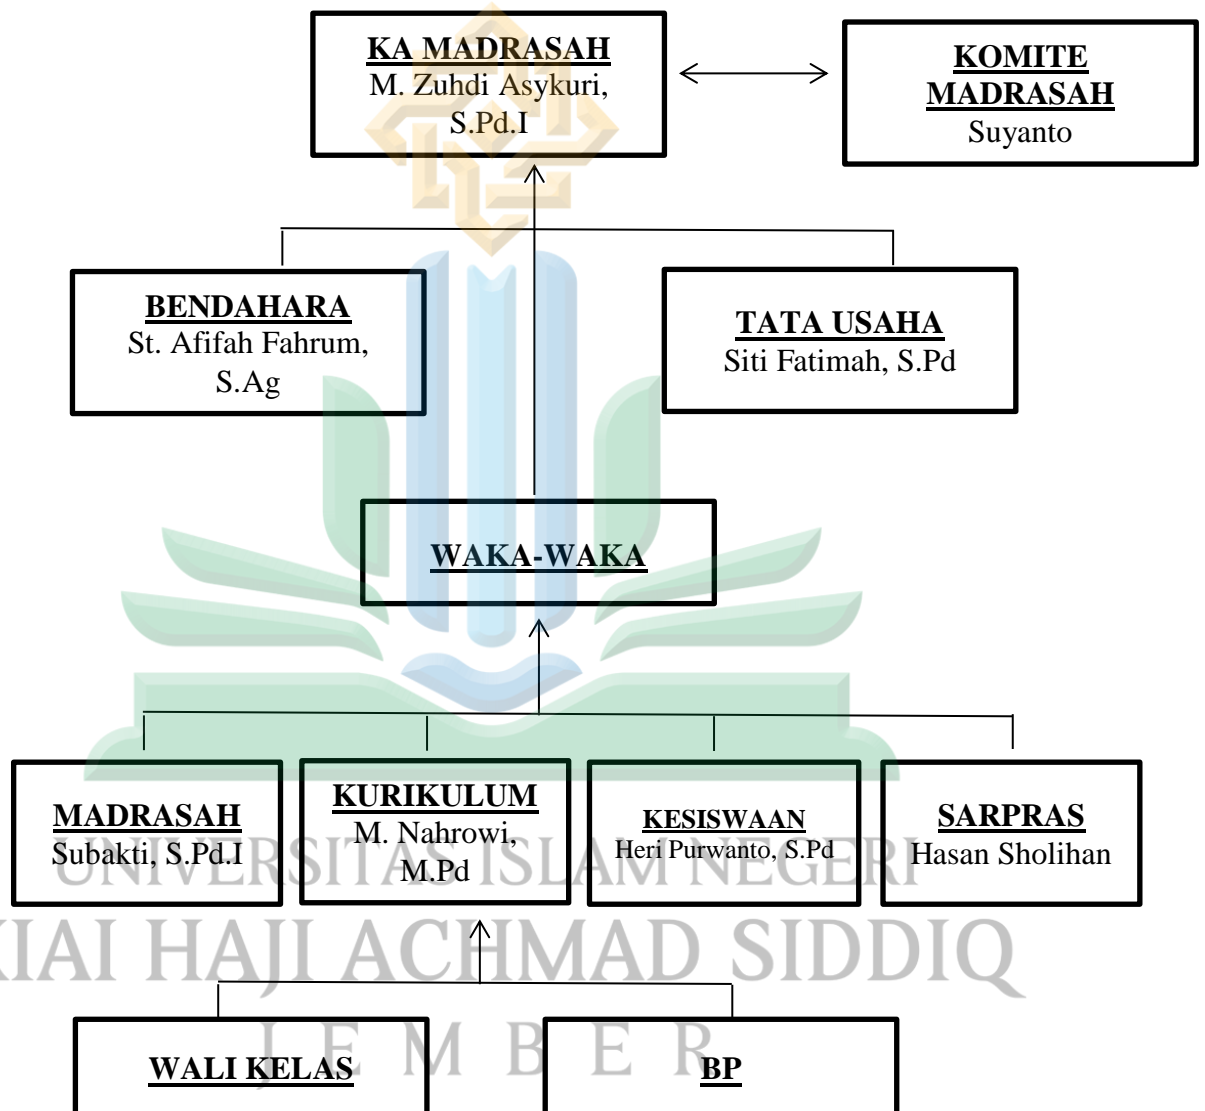 KA MADRASAH
M. Zuhdi Asykuri,
S.Pd.I
KOMITE
MADRASAH
Suyanto
BENDAHARA
St. Afifah Fahrum,
S.Ag
TATA USAHA
Siti Fatimah, S.Pd
WAKA-WAKA
MADRASAH
Subakti, S.Pd.I
KURIKULUM
M. Nahrowi,
M.Pd
KESISWAAN
Heri Purwanto, S.Pd
SARPRAS
Hasan Sholihan
UNIVERSITAS ISLAM NEGERI
KIAI HAJI ACHMAD SIDDIQ
JEMBER
WALI KELAS
BP